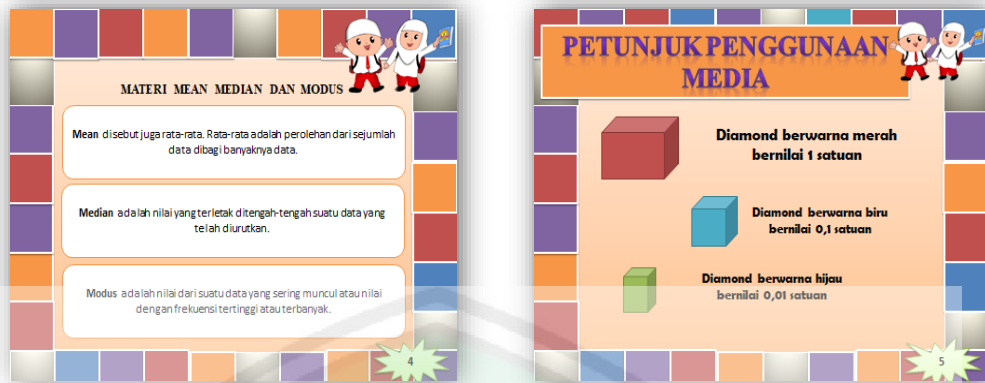 MATERI MEAN MEDIAN DAN MODUS
Mean disebut juga rata-rata. Rata-rata adalah perolehan dari sejumlah
data dibagi banyaknya data.
Median adalah nilai yang terletak ditengah-tengah suatu data yang
telah diurutkan.
Modus adalah nilai dari suatu data yang sering muncul atau nilai
dengan frekuensi tertinggi atau terbanyak.
4
PETUNJUK PENGGUNAAN
MEDIA
Diamond berwarna merah
bernilai 1 satuan
Diamond berwarna biru
bernilai 0,1 satuan
Diamond berwarna hijau
bernilai 0,01 satuan
5